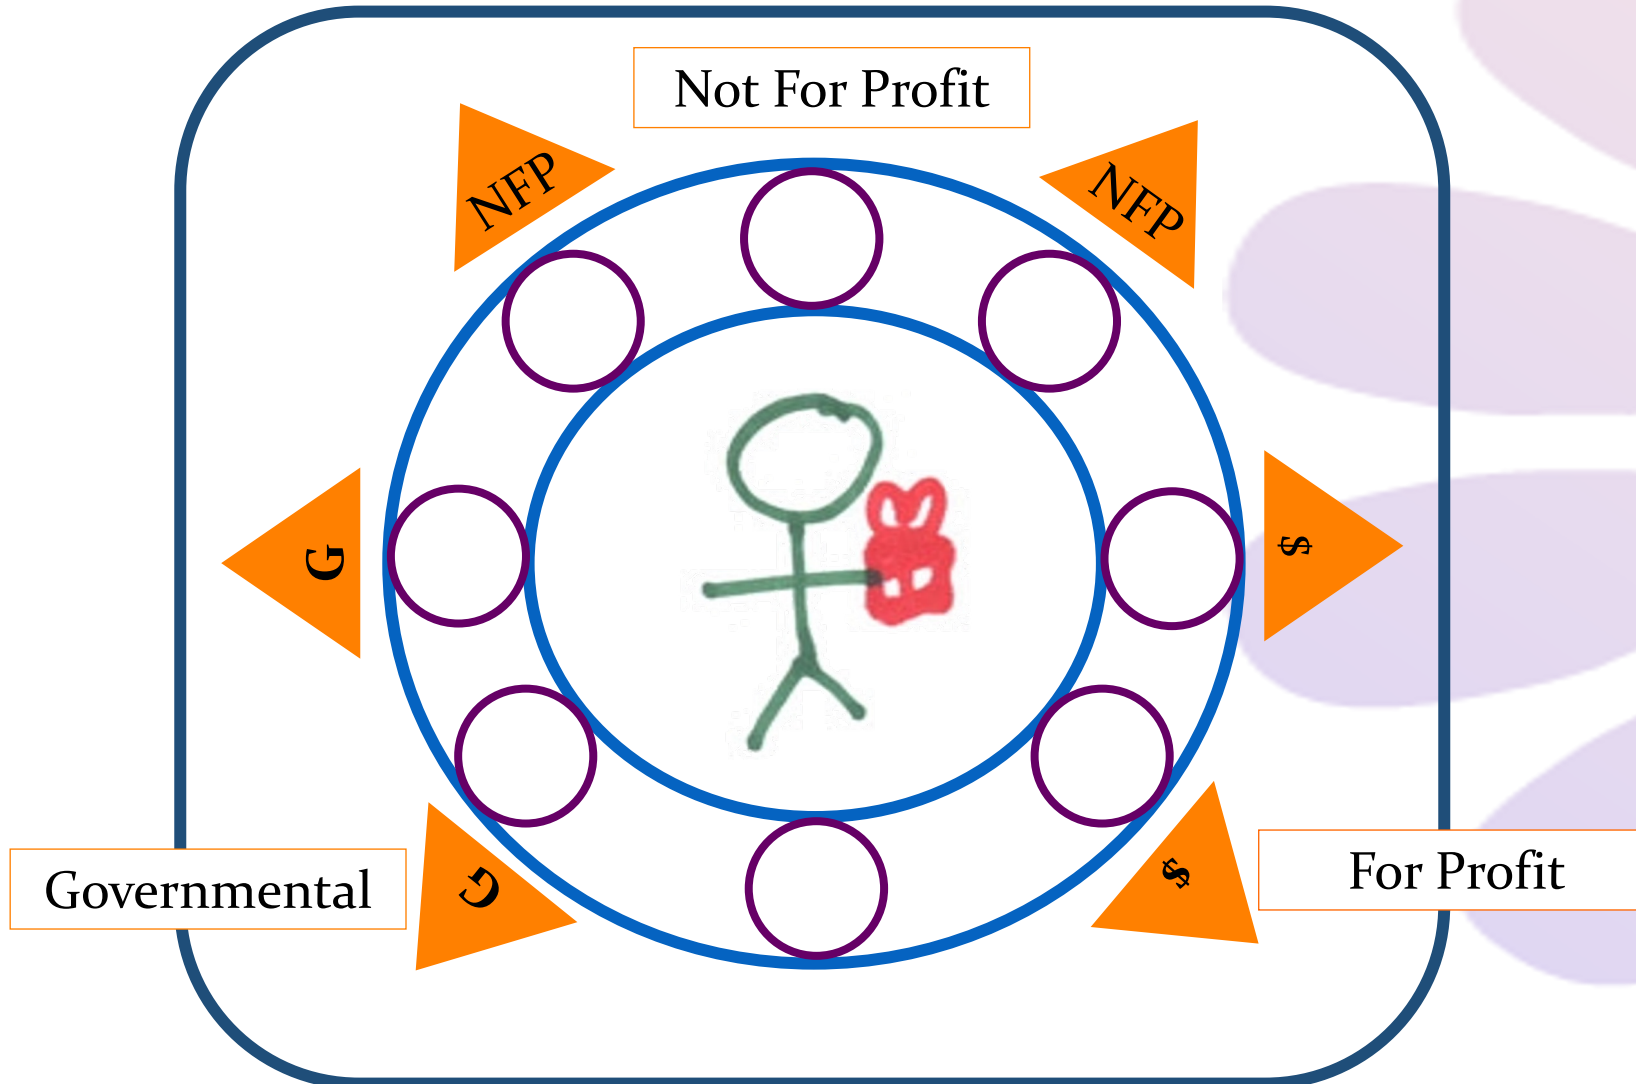 Not For Profit
NFP
NFP
G
$
G
$
Governmental
For Profit